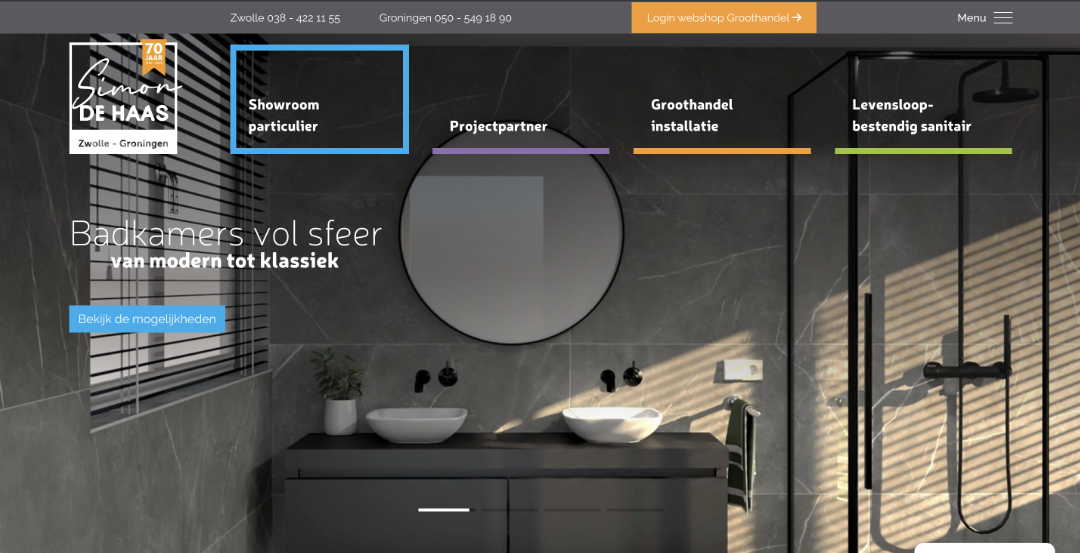 Zwolle 038 - 422 11 55
Groningen 050 - 549 18 90
Login webshop Groothandel →
Menu
70
JAAR
Simon
DE HAAS
Zwolle - Groningen
Showroom
particulier
Projectpartner
Groothandel
installatie
Levensloop-
bestendig sanitair
Badkamers vol sfeer
van modern tot klassiek
Bekijk de mogelijkheden